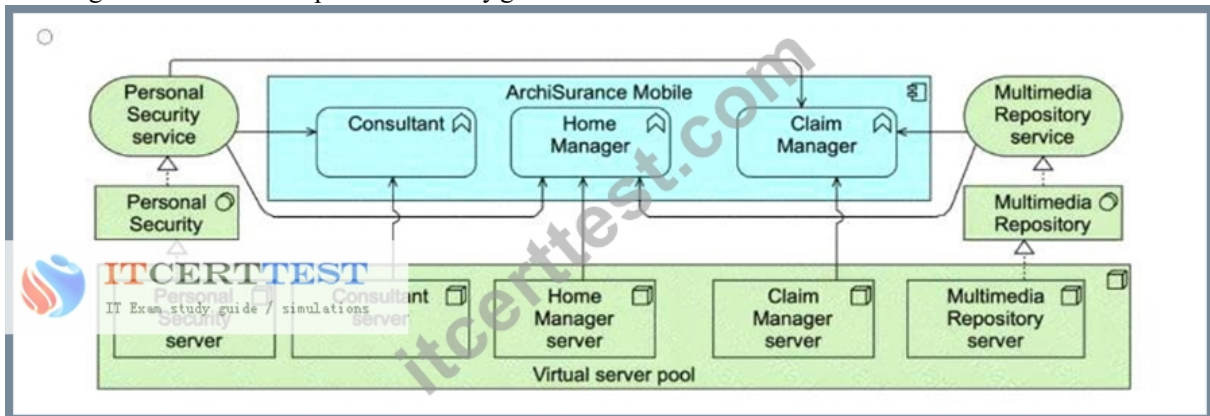 ArchiSurance Mobile
Personal
Security
service
Consultant
Home
Manager
Claim
Manager
Multimedia
Repository
service
Personal
Security
Multimedia
Repository
ITCERTTEST
IT Exam study guide / simulations
Personal
Security
server
Consultant
server
Home
Manager
server
Claim
Manager
server
Multimedia
Repository
server
Virtual server pool
itcerttest.com